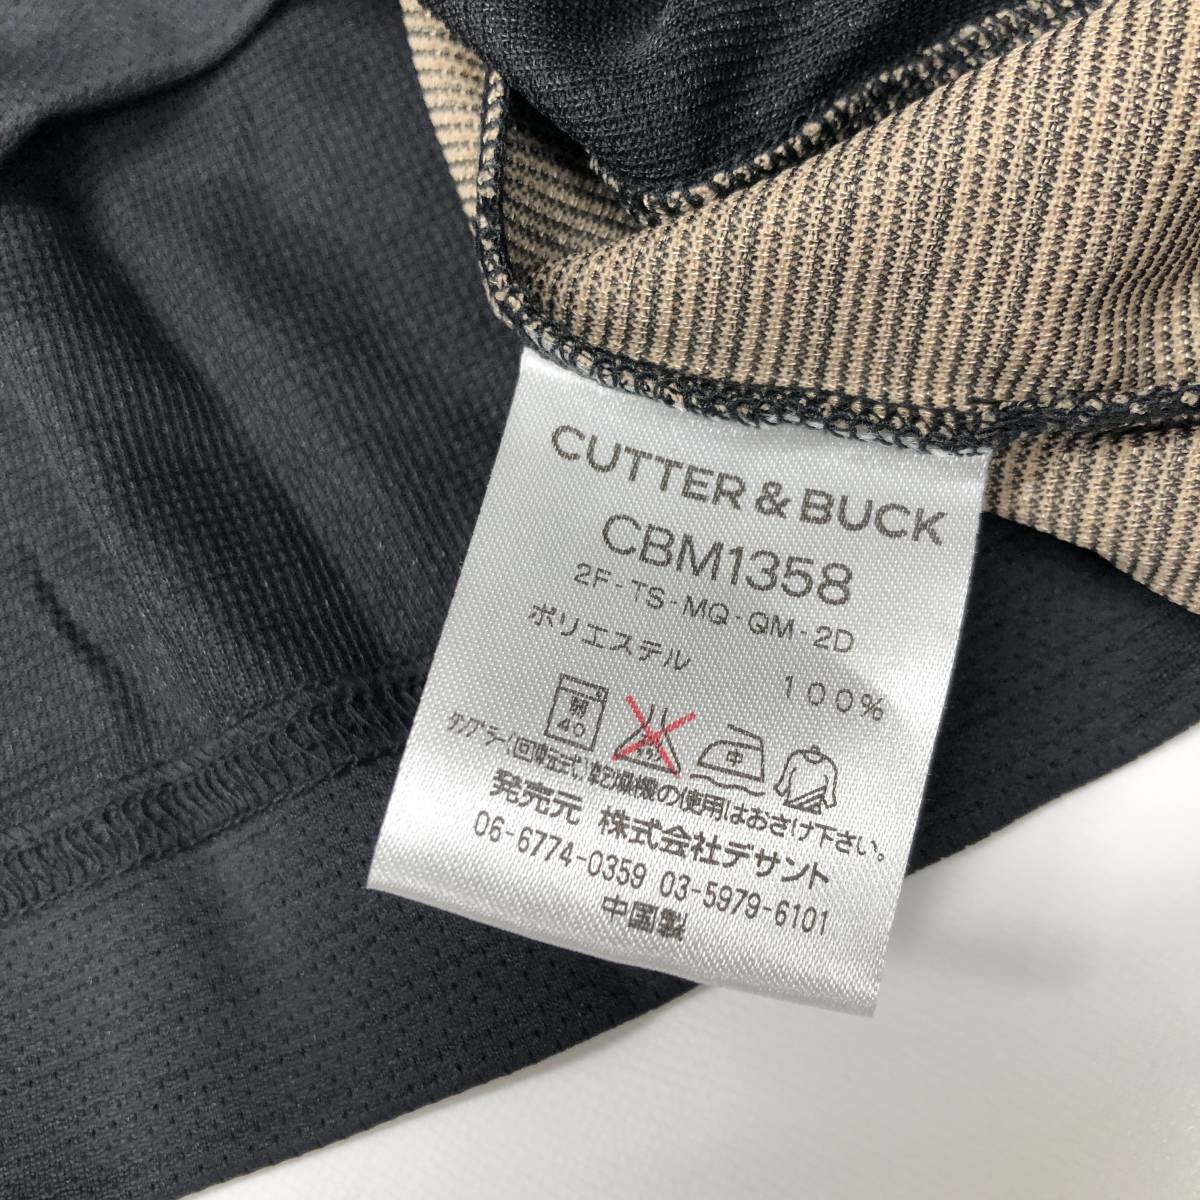 CUTTER & BUCK
CBM1358
2F-TS-MQ-QM-2D
ポリエステル 100%
40 中
タンブラー(回転式)乾燥機の使用はおさけ下さい。
発売元 株式会社デサント
06-6774-0359 03-5979-6101
中国製